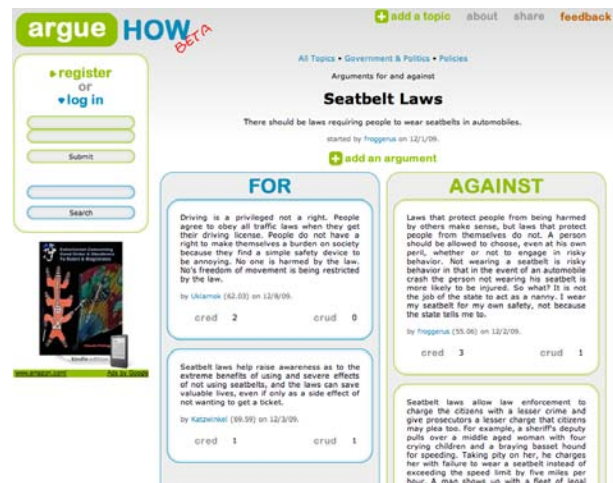 argue HOW
BETA
add a topic about share feedback
register
or
log in
Submit
Search
kindle edition
www.amazon.com Ads by Google
All Topics • Government & Politics • Policies
Arguments for and against
Seatbelt Laws
There should be laws requiring people to wear seatbelts in automobiles.
started by froggerus on 12/1/09.
add an argument
FOR
Driving is a privileged not a right. People
agree to obey all traffic laws when they get
their driving license. People do not have a
right to make themselves a burden on society
because they find a simple safety device to
be annoying. No one is harmed by the law.
No's freedom of movement is being restricted
by the law.
by Uklarnok (62.03) on 12/8/09.
cred 2 crud 0
Seatbelt laws help raise awareness as to the
extreme benefits of using and severe effects
of not using seatbelts, and the laws can save
valuable lives, even if only as a side effect of
not wanting to get a ticket.
by Katzwinkel (69.59) on 12/3/09.
cred 1 crud 1
AGAINST
Laws that protect people from being harmed
by others make sense, but laws that protect
people from themselves do not. A person
should be allowed to choose, even at his own
peril, whether or not to engage in risky
behavior. Not wearing a seatbelt is risky
behavior in that in the event of an automobile
crash the person not wearing his seatbelt is
more likely to be injured. So what? It is not
the job of the state to act as a nanny. I wear
my seatbelt for my own safety, not because
the state tells me to.
by froggerus (55.06) on 12/2/09.
cred 3 crud 1
Seatbelt laws allow law enforcement to
charge the citizens with a lesser crime and
give prosecutors a lesser charge that citizens
may plea too. For example, a sheriff's deputy
pulls over a middle aged woman with four
crying children and a braying basset hound
for speeding. Taking pity on her, he charges
her with failure to wear a seatbelt instead of
exceeding the speed limit by five miles per
hour. A man shows up with a fleet of legal